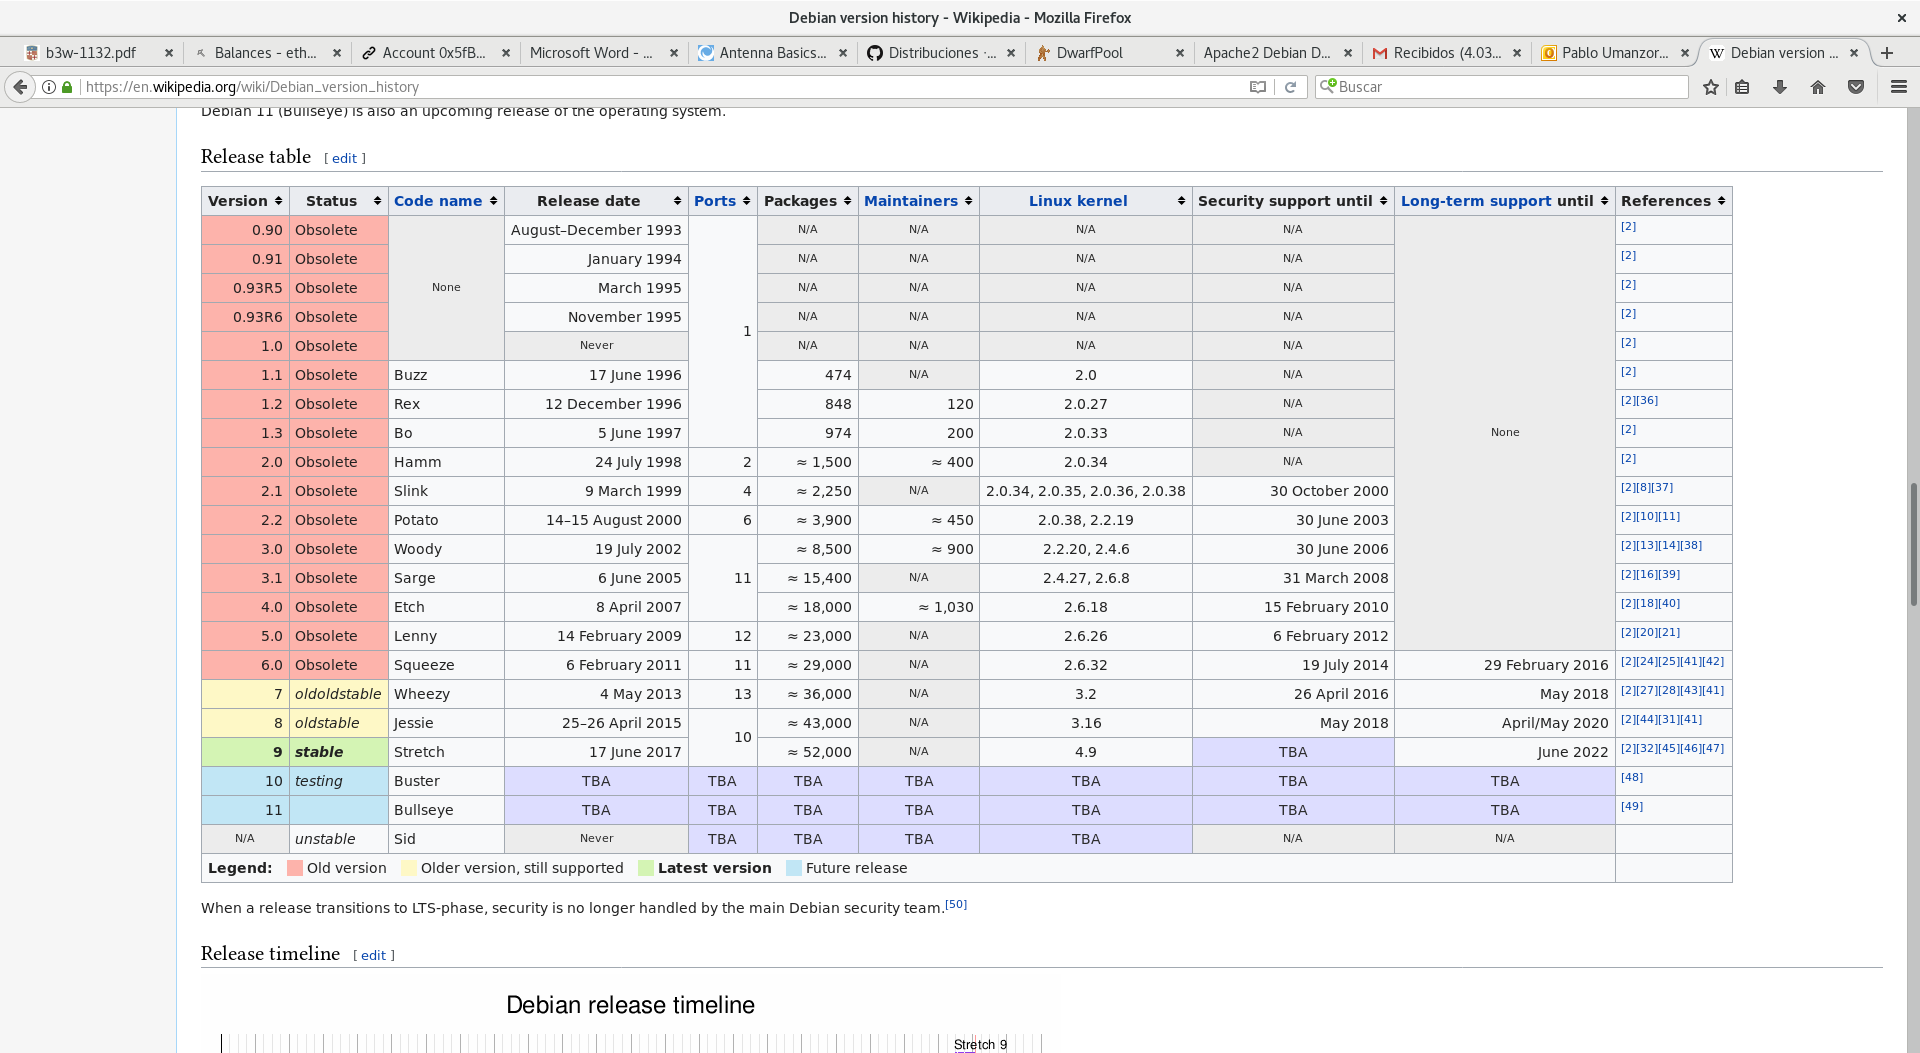 Debian version history - Wikipedia - Mozilla Firefox
b3w-1132.pdf Balances - eth... Account 0x5fB... Microsoft Word - ... Antenna Basics... Distribuciones ·... DwarfPool Apache2 Debian D... Recibidos (4.03... Pablo Umanzor... Debian version ...
https://en.wikipedia.org/wiki/Debian_version_history Buscar
Debian 11 (Bullseye) is also an upcoming release of the operating system.
Release table [ edit ]
Version Status Code name Release date Ports Packages Maintainers Linux kernel Security support until Long-term support until References
0.90 Obsolete None August–December 1993 1 N/A N/A N/A N/A None [2]
0.91 Obsolete January 1994 N/A N/A N/A N/A [2]
0.93R5 Obsolete March 1995 N/A N/A N/A N/A [2]
0.93R6 Obsolete November 1995 N/A N/A N/A N/A [2]
1.0 Obsolete Never N/A N/A N/A N/A [2]
1.1 Obsolete Buzz 17 June 1996 474 N/A 2.0 N/A [2]
1.2 Obsolete Rex 12 December 1996 848 120 2.0.27 N/A [2][36]
1.3 Obsolete Bo 5 June 1997 974 200 2.0.33 N/A [2]
2.0 Obsolete Hamm 24 July 1998 2 ≈ 1,500 ≈ 400 2.0.34 N/A [2]
2.1 Obsolete Slink 9 March 1999 4 ≈ 2,250 N/A 2.0.34, 2.0.35, 2.0.36, 2.0.38 30 October 2000 [2][8][37]
2.2 Obsolete Potato 14–15 August 2000 6 ≈ 3,900 ≈ 450 2.0.38, 2.2.19 30 June 2003 [2][10][11]
3.0 Obsolete Woody 19 July 2002 11 ≈ 8,500 ≈ 900 2.2.20, 2.4.6 30 June 2006 [2][13][14][38]
3.1 Obsolete Sarge 6 June 2005 ≈ 15,400 N/A 2.4.27, 2.6.8 31 March 2008 [2][16][39]
4.0 Obsolete Etch 8 April 2007 ≈ 18,000 ≈ 1,030 2.6.18 15 February 2010 [2][18][40]
5.0 Obsolete Lenny 14 February 2009 12 ≈ 23,000 N/A 2.6.26 6 February 2012 [2][20][21]
6.0 Obsolete Squeeze 6 February 2011 11 ≈ 29,000 N/A 2.6.32 19 July 2014 29 February 2016 [2][24][25][41][42]
7 oldoldstable Wheezy 4 May 2013 13 ≈ 36,000 N/A 3.2 26 April 2016 May 2018 [2][27][28][43][41]
8 oldstable Jessie 25–26 April 2015 10 ≈ 43,000 N/A 3.16 May 2018 April/May 2020 [2][44][31][41]
9 stable Stretch 17 June 2017 ≈ 52,000 N/A 4.9 TBA June 2022 [2][32][45][46][47]
10 testing Buster TBA TBA TBA TBA TBA TBA TBA [48]
11 Bullseye TBA TBA TBA TBA TBA TBA TBA [49]
N/A unstable Sid Never TBA TBA TBA TBA N/A N/A
Legend: Old version Older version, still supported Latest version Future release
When a release transitions to LTS-phase, security is no longer handled by the main Debian security team.[50]
Release timeline [ edit ]
Debian release timeline
Stretch 9